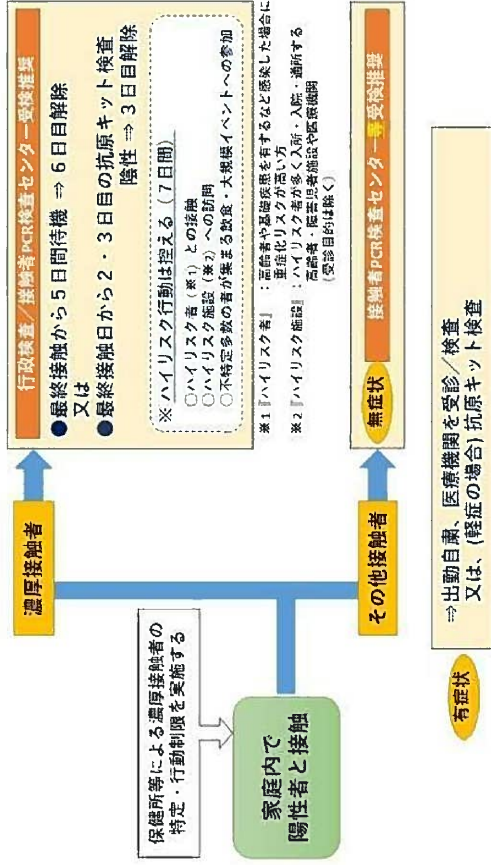 保健所等による濃厚接触者の
特定・行動制限を実施する
家庭内で
陽性者と接触
濃厚接触者
行政検査/接触者PCR検査センター受検推奨
●最終接触から5日間待機 ⇒ 6日目解除
又は
●最終接触日から2・3日目の抗原キット検査
陰性 ⇒ 3日目解除
※ ハイリスク行動は控える(7日間)
○ハイリスク者(※1)との接触
○ハイリスク施設(※2)への訪問
○不特定多数の者が集まる飲食・大規模イベントへの参加
※1『ハイリスク者』:高齢者や基礎疾患を有するなど感染した場合に
重症化リスクが高い方
※2『ハイリスク施設』:ハイリスク者が多く入所・入院・通所する
高齢者・障害児者施設や医療機関
(受診目的は除く)
その他接触者
無症状
接触者PCR検査センター等受検推奨
有症状
⇒出勤自粛、医療機関を受診/検査
又は、(軽症の場合)抗原キット検査